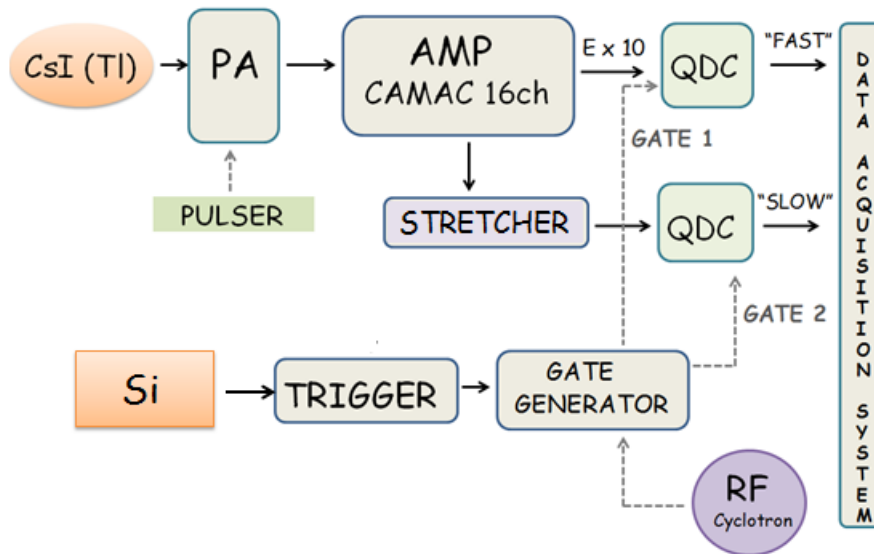 CsI (Tl)
PA
AMP
CAMAC 16ch
E x 10
QDC
"FAST"
GATE 1
PULSER
STRETCHER
QDC
"SLOW"
GATE 2
Si
TRIGGER
GATE
GENERATOR
RF
Cyclotron
DATA ACQUISITION SYSTEM